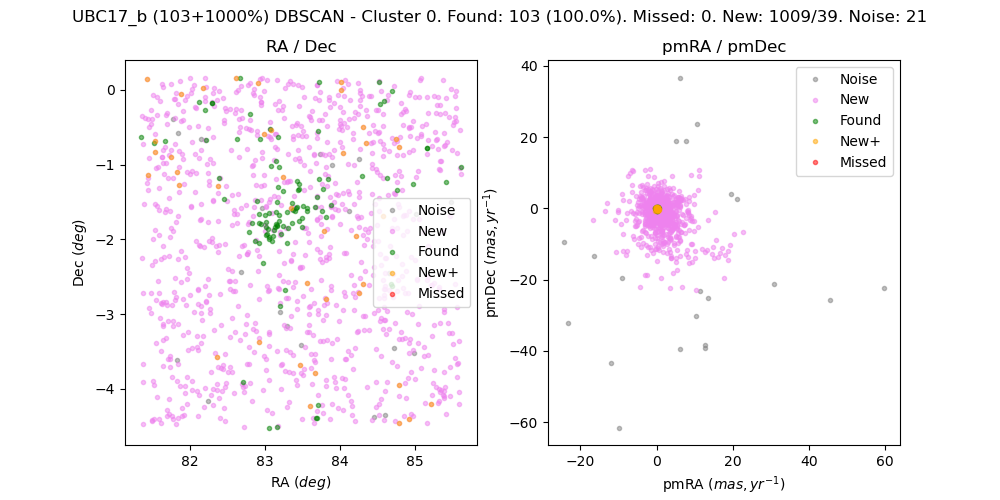 UBC17_b (103+1000%) DBSCAN - Cluster 0. Found: 103 (100.0%). Missed: 0. New: 1009/39. Noise: 21
RA / Dec
pmRA / pmDec
0
−1
−2
−3
−4
Dec (deg)
82
83
84
85
RA (deg)
Noise
New
Found
New+
Missed
40
20
0
−20
−40
−60
pmDec (mas, yr⁻¹)
−20
0
20
40
60
pmRA (mas, yr⁻¹)
Noise
New
Found
New+
Missed